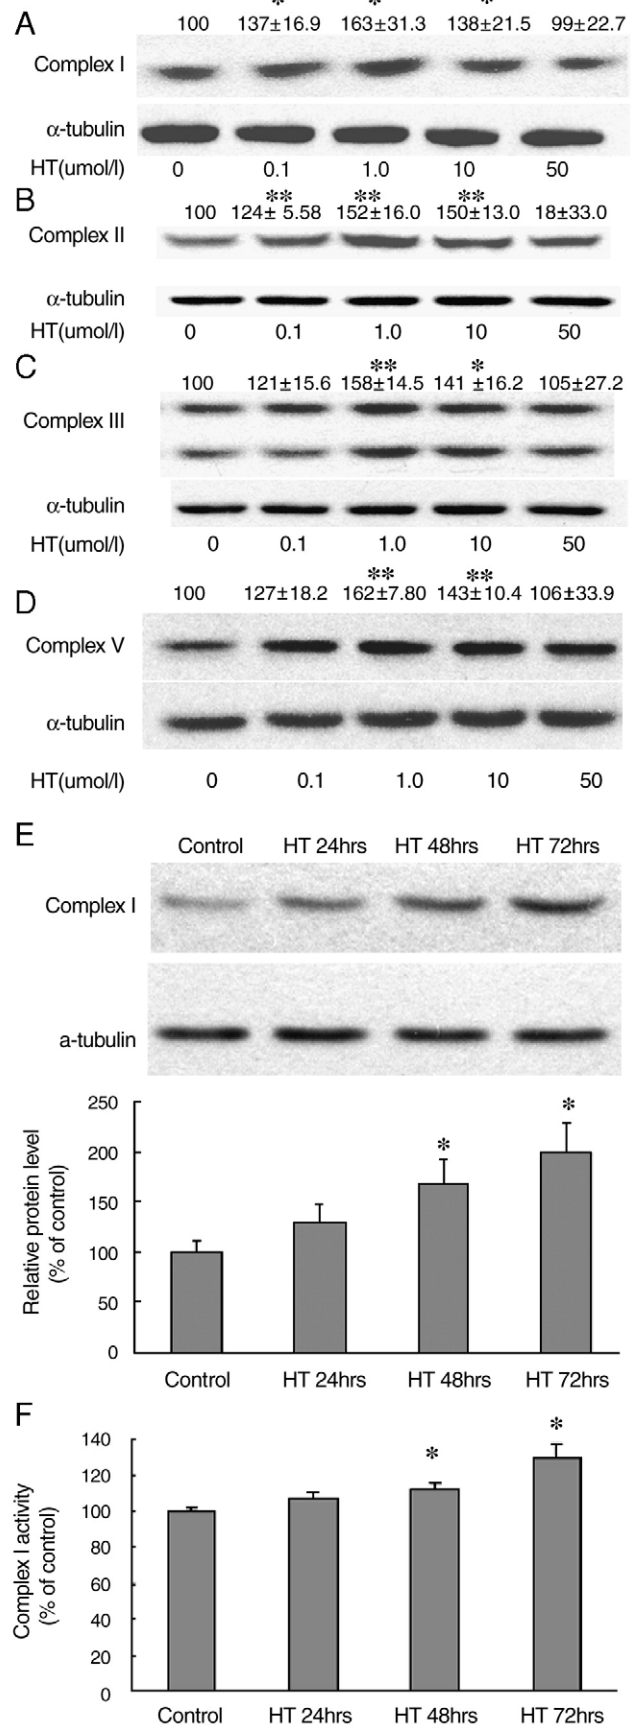 * * *
A 100 137±16.9 163±31.3 138±21.5 99±22.7
Complex I
α-tubulin
HT(umol/l) 0 0.1 1.0 10 50
B ** ** **
100 124± 5.58 152±16.0 150±13.0 18±33.0
Complex II
α-tubulin
HT(umol/l) 0 0.1 1.0 10 50
C ** *
100 121±15.6 158±14.5 141 ±16.2 105±27.2
Complex III
α-tubulin
HT(umol/l) 0 0.1 1.0 10 50
** **
D 100 127±18.2 162±7.80 143±10.4 106±33.9
Complex V
α-tubulin
HT(umol/l) 0 0.1 1.0 10 50
E
Control HT 24hrs HT 48hrs HT 72hrs
Complex I
a-tubulin
Relative protein level
(% of control)
250
200
150
100
50
0
* *
Control HT 24hrs HT 48hrs HT 72hrs
F
Complex I activity
(% of control)
140
120
100
80
60
40
20
0
* *
Control HT 24hrs HT 48hrs HT 72hrs